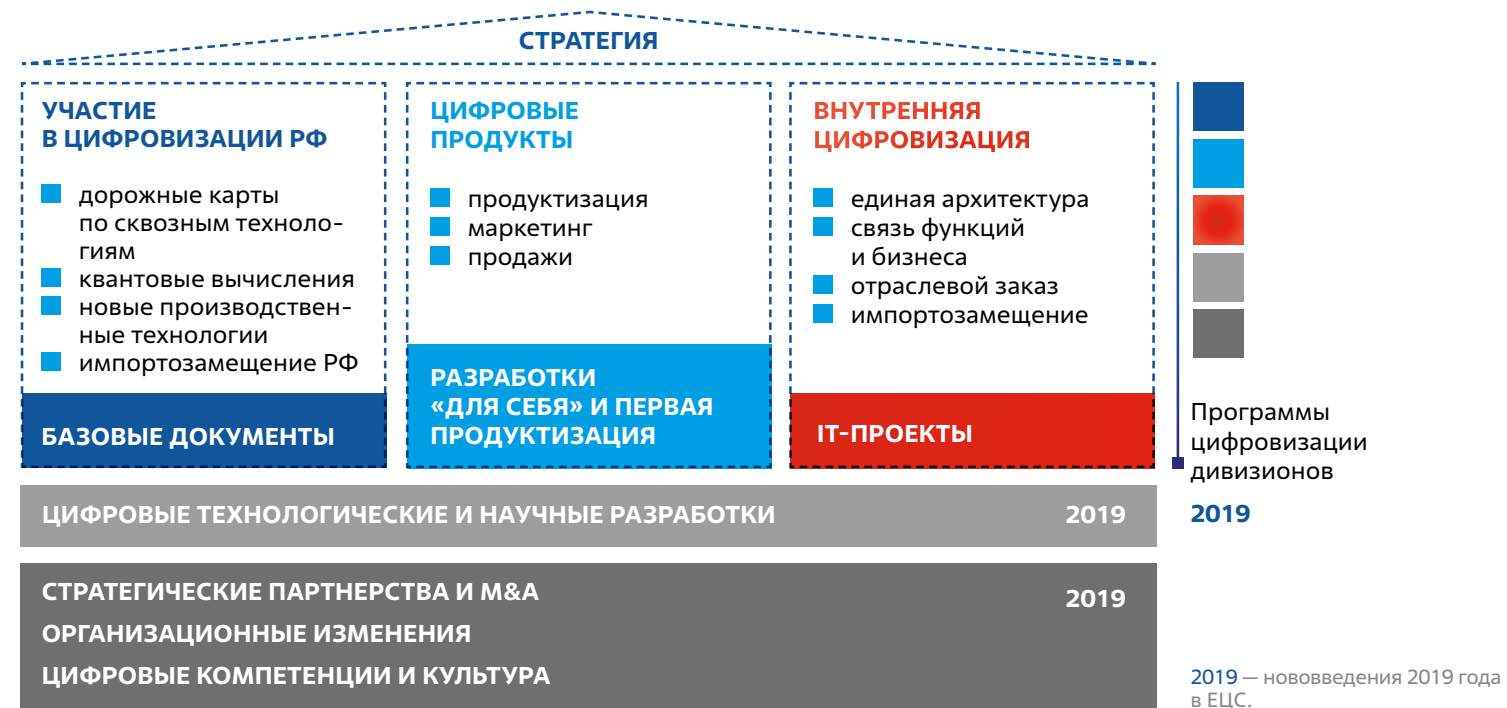 СТРАТЕГИЯ
УЧАСТИЕ
В ЦИФРОВИЗАЦИИ РФ
дорожные карты
по сквозным техноло-
гиям
квантовые вычисления
новые производствен-
ные технологии
импортозамещение РФ
БАЗОВЫЕ ДОКУМЕНТЫ
ЦИФРОВЫЕ
ПРОДУКТЫ
продуктизация
маркетинг
продажи
РАЗРАБОТКИ
«ДЛЯ СЕБЯ» И ПЕРВАЯ
ПРОДУКТИЗАЦИЯ
ВНУТРЕННЯЯ
ЦИФРОВИЗАЦИЯ
единая архитектура
связь функций
и бизнеса
отраслевой заказ
импортозамещение
IT-ПРОЕКТЫ
Программы
цифровизации
дивизионов
2019
ЦИФРОВЫЕ ТЕХНОЛОГИЧЕСКИЕ И НАУЧНЫЕ РАЗРАБОТКИ 2019
СТРАТЕГИЧЕСКИЕ ПАРТНЕРСТВА И M&A 2019
ОРГАНИЗАЦИОННЫЕ ИЗМЕНЕНИЯ
ЦИФРОВЫЕ КОМПЕТЕНЦИИ И КУЛЬТУРА
2019 — нововведения 2019 года
в ЕЦС.